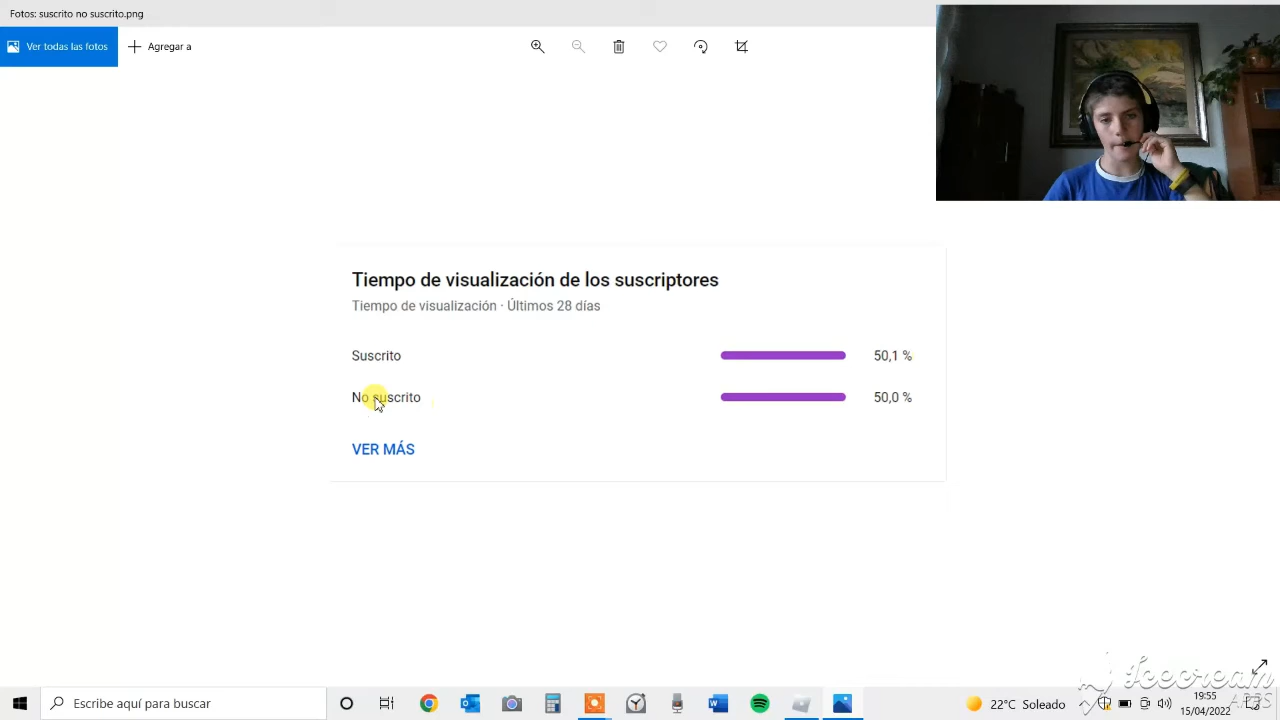 Fotos: suscrito no suscrito.png
Ver todas las fotos
Agregar a
Tiempo de visualización de los suscriptores
Tiempo de visualización · Últimos 28 días
Suscrito 50,1 %
No suscrito 50,0 %
VER MÁS
Icecream
APPS
Escribe aquí para buscar
22°C Soleado
19:55
15/04/2022